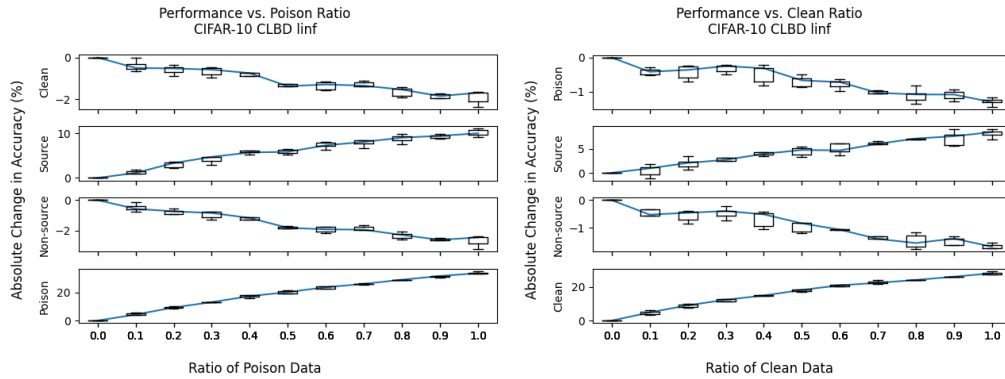 Performance vs. Poison Ratio
CIFAR-10 CLBD linf
Absolute Change in Accuracy (%)
Clean
0
−2
Source
10
0
Non-source
0
−2
Poison
20
0
0.0 0.1 0.2 0.3 0.4 0.5 0.6 0.7 0.8 0.9 1.0
Ratio of Poison Data
Performance vs. Clean Ratio
CIFAR-10 CLBD linf
Absolute Change in Accuracy (%)
Poison
0
−1
Source
5
0
Non-source
0
−1
Clean
20
0
0.0 0.1 0.2 0.3 0.4 0.5 0.6 0.7 0.8 0.9 1.0
Ratio of Clean Data